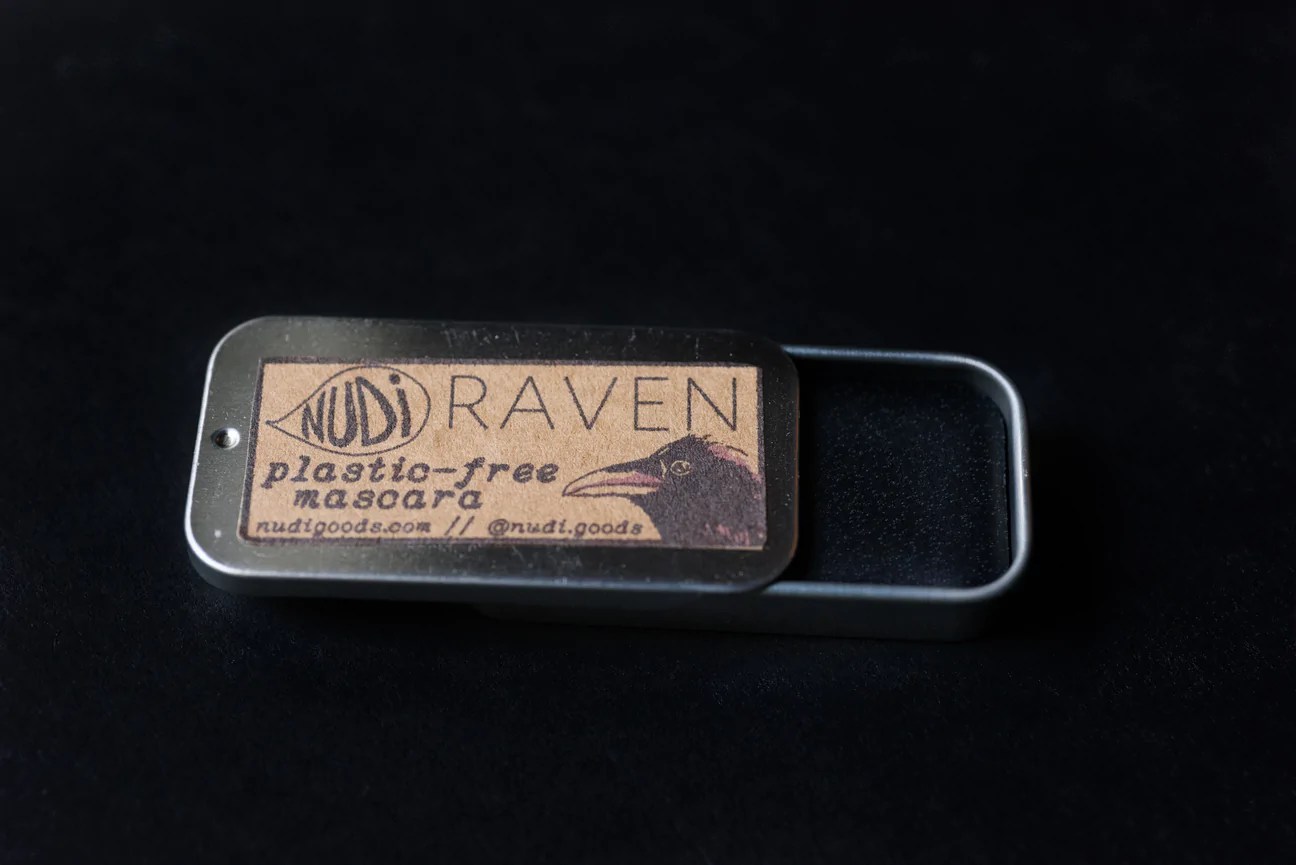 NUDi RAVEN
plastic-free
mascara
nudigoods.com // @nudi.goods